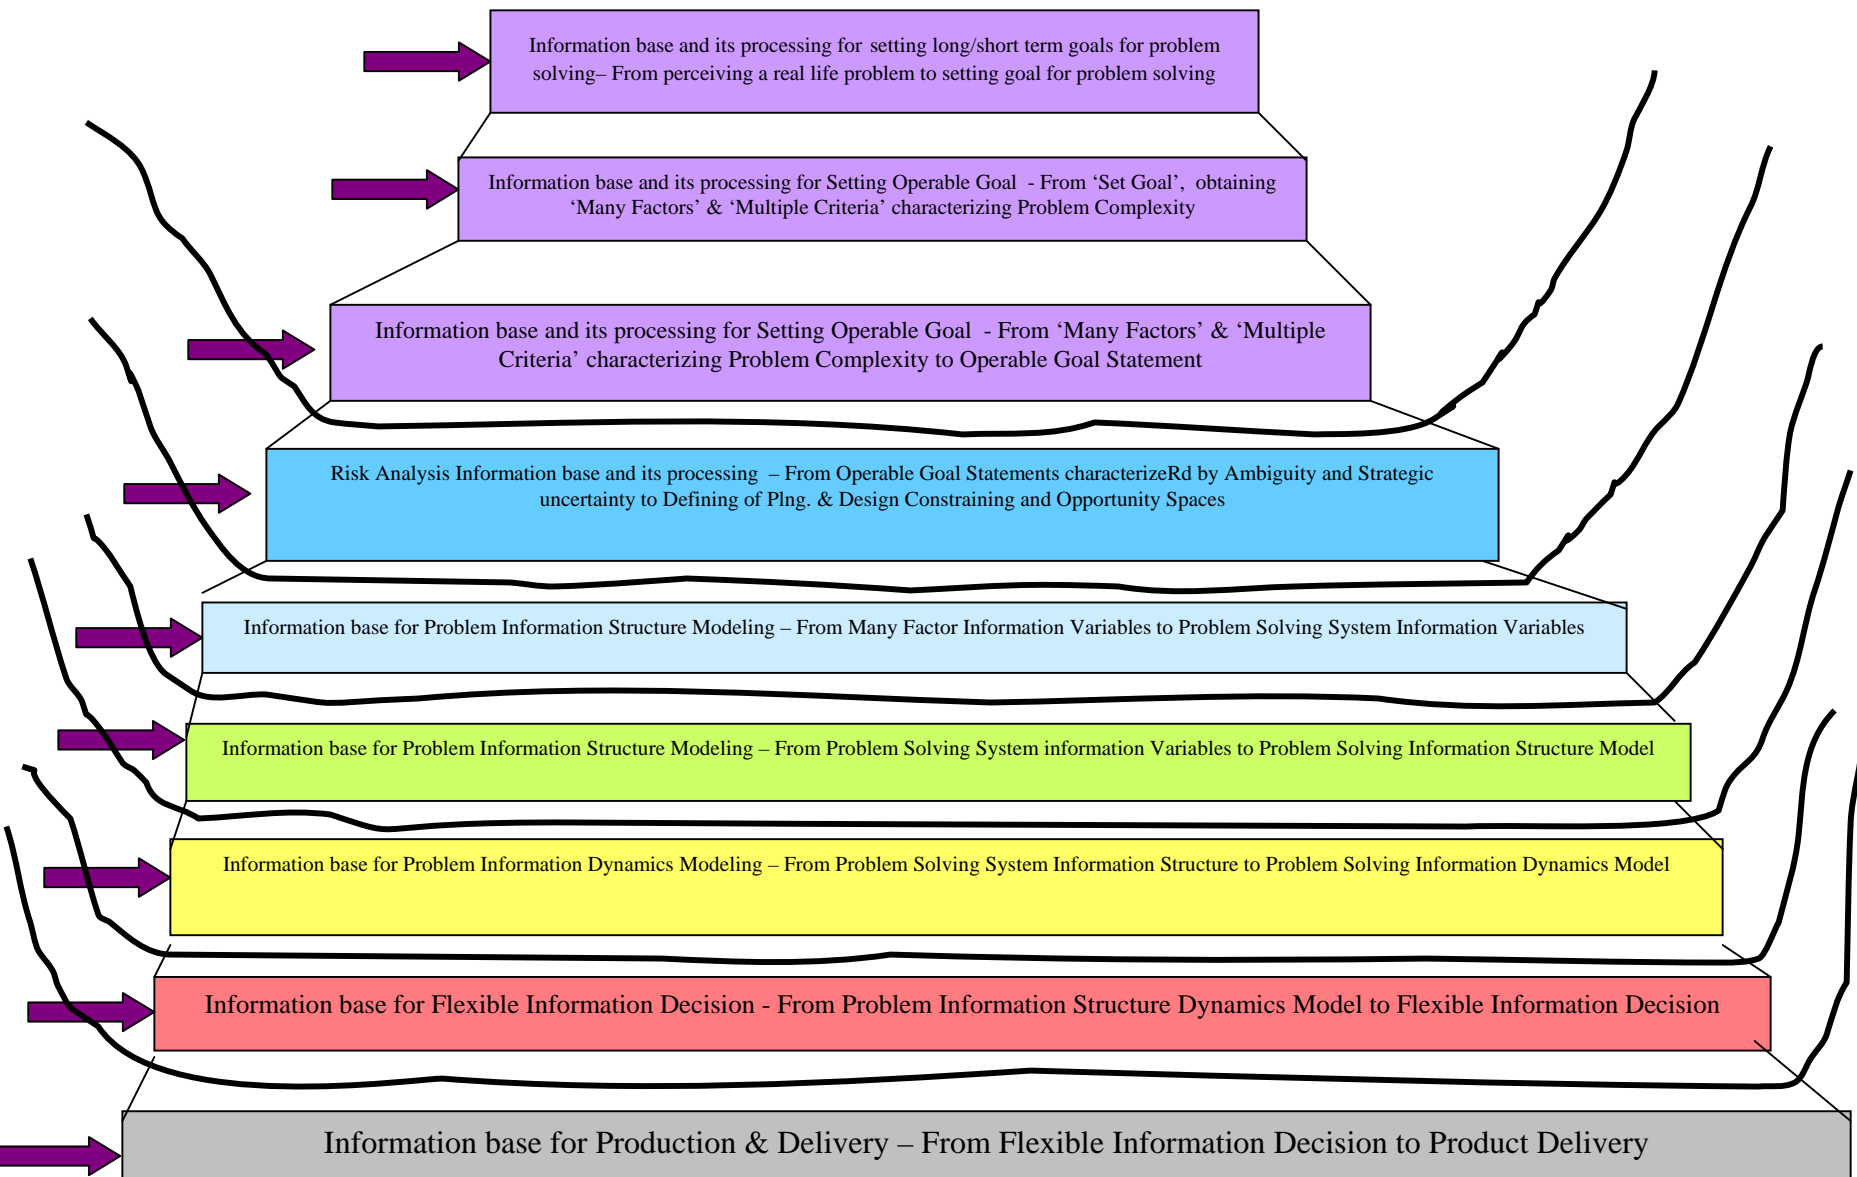 Information base and its processing for setting long/short term goals for problem
solving– From perceiving a real life problem to setting goal for problem solving
Information base and its processing for Setting Operable Goal - From ‘Set Goal’, obtaining
‘Many Factors’ & ‘Multiple Criteria’ characterizing Problem Complexity
Information base and its processing for Setting Operable Goal - From ‘Many Factors’ & ‘Multiple
Criteria’ characterizing Problem Complexity to Operable Goal Statement
Risk Analysis Information base and its processing – From Operable Goal Statements characterizeRd by Ambiguity and Strategic
uncertainty to Defining of Plng. & Design Constraining and Opportunity Spaces
Information base for Problem Information Structure Modeling – From Many Factor Information Variables to Problem Solving System Information Variables
Information base for Problem Information Structure Modeling – From Problem Solving System information Variables to Problem Solving Information Structure Model
Information base for Problem Information Dynamics Modeling – From Problem Solving System Information Structure to Problem Solving Information Dynamics Model
Information base for Flexible Information Decision - From Problem Information Structure Dynamics Model to Flexible Information Decision
Information base for Production & Delivery – From Flexible Information Decision to Product Delivery